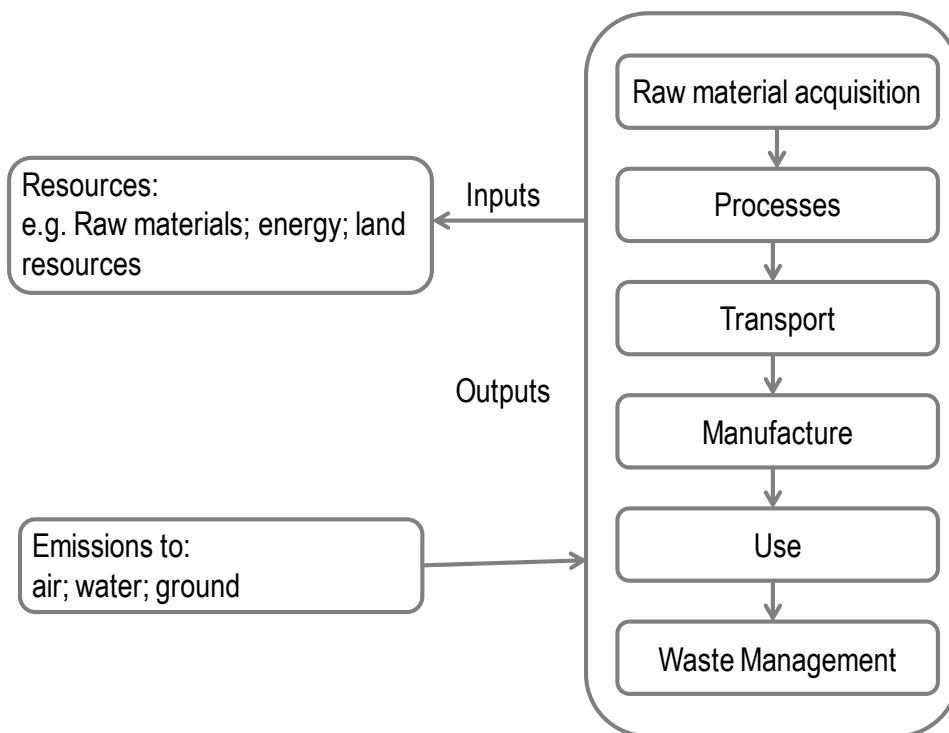 Raw material acquisition
Resources:
e.g. Raw materials; energy; land
resources
Inputs
Processes
Transport
Outputs
Manufacture
Emissions to:
air; water; ground
Use
Waste Management